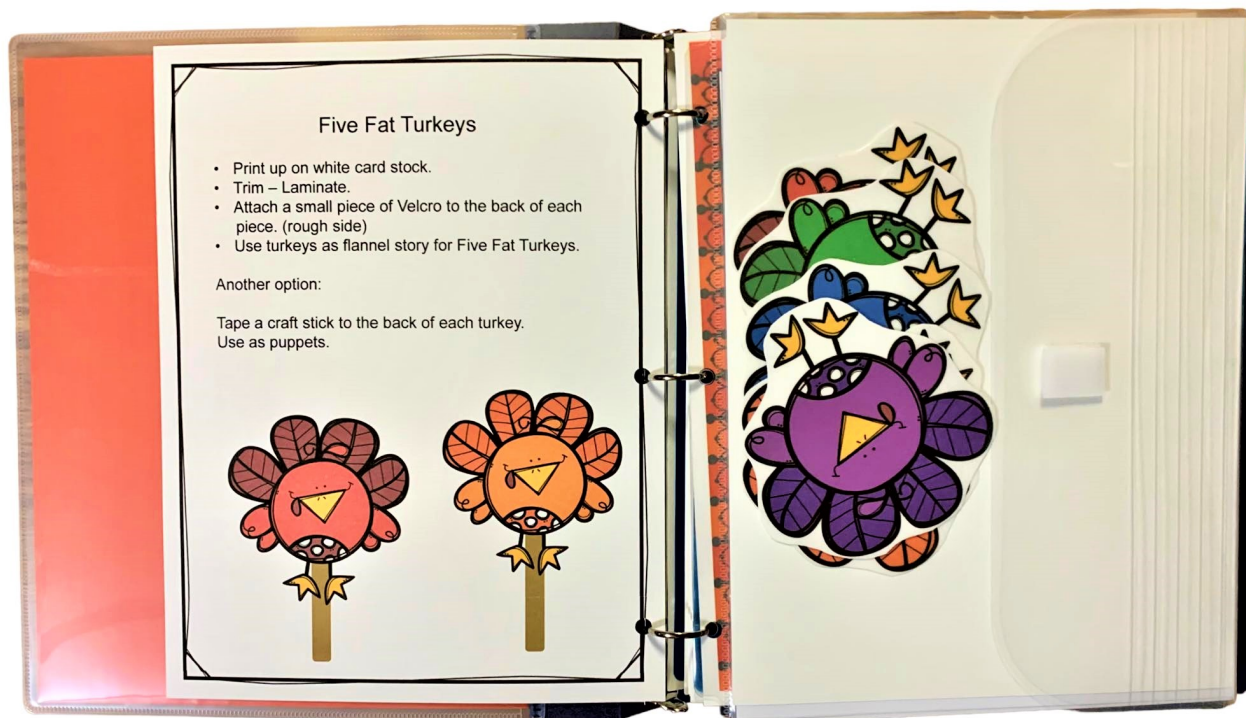 Five Fat Turkeys
• Print up on white card stock.
• Trim – Laminate.
• Attach a small piece of Velcro to the back of each
piece. (rough side)
• Use turkeys as flannel story for Five Fat Turkeys.
Another option:
Tape a craft stick to the back of each turkey.
Use as puppets.